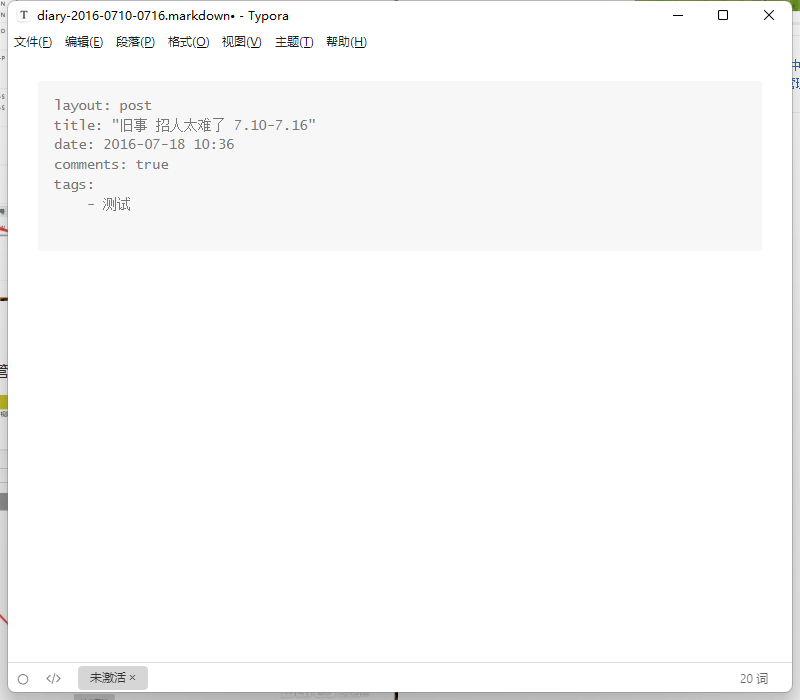 diary-2016-0710-0716.markdown• - Typora
文件(F) 编辑(E) 段落(P) 格式(O) 视图(V) 主题(T) 帮助(H)
layout: post
title: "旧事 招人太难了 7.10-7.16"
date: 2016-07-18 10:36
comments: true
tags:
    - 测试
</> 未激活 × 20 词